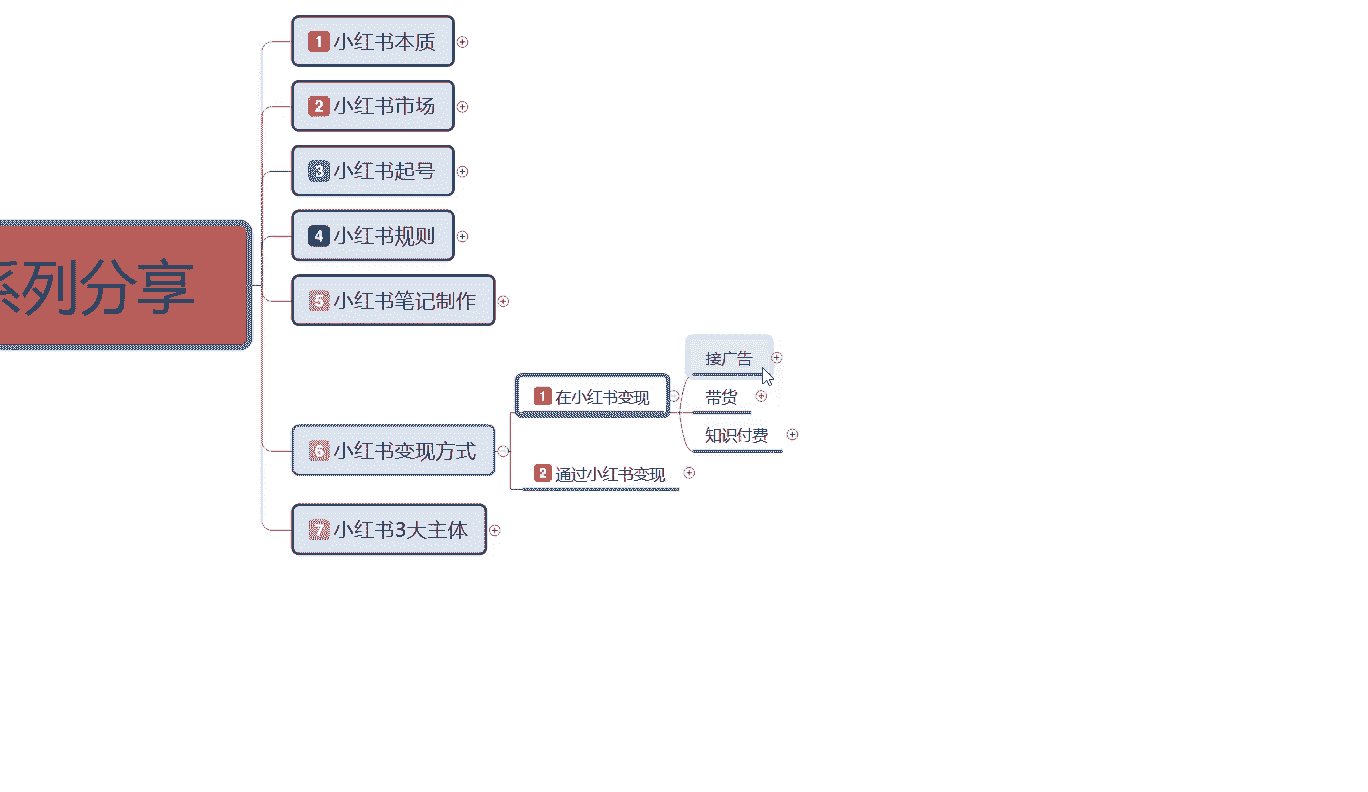 1 小红书本质
2 小红书市场
3 小红书起号
4 小红书规则
系列分享
5 小红书笔记制作
6 小红书变现方式
1 在小红书变现
接广告
带货
知识付费
2 通过小红书变现
7 小红书3大主体